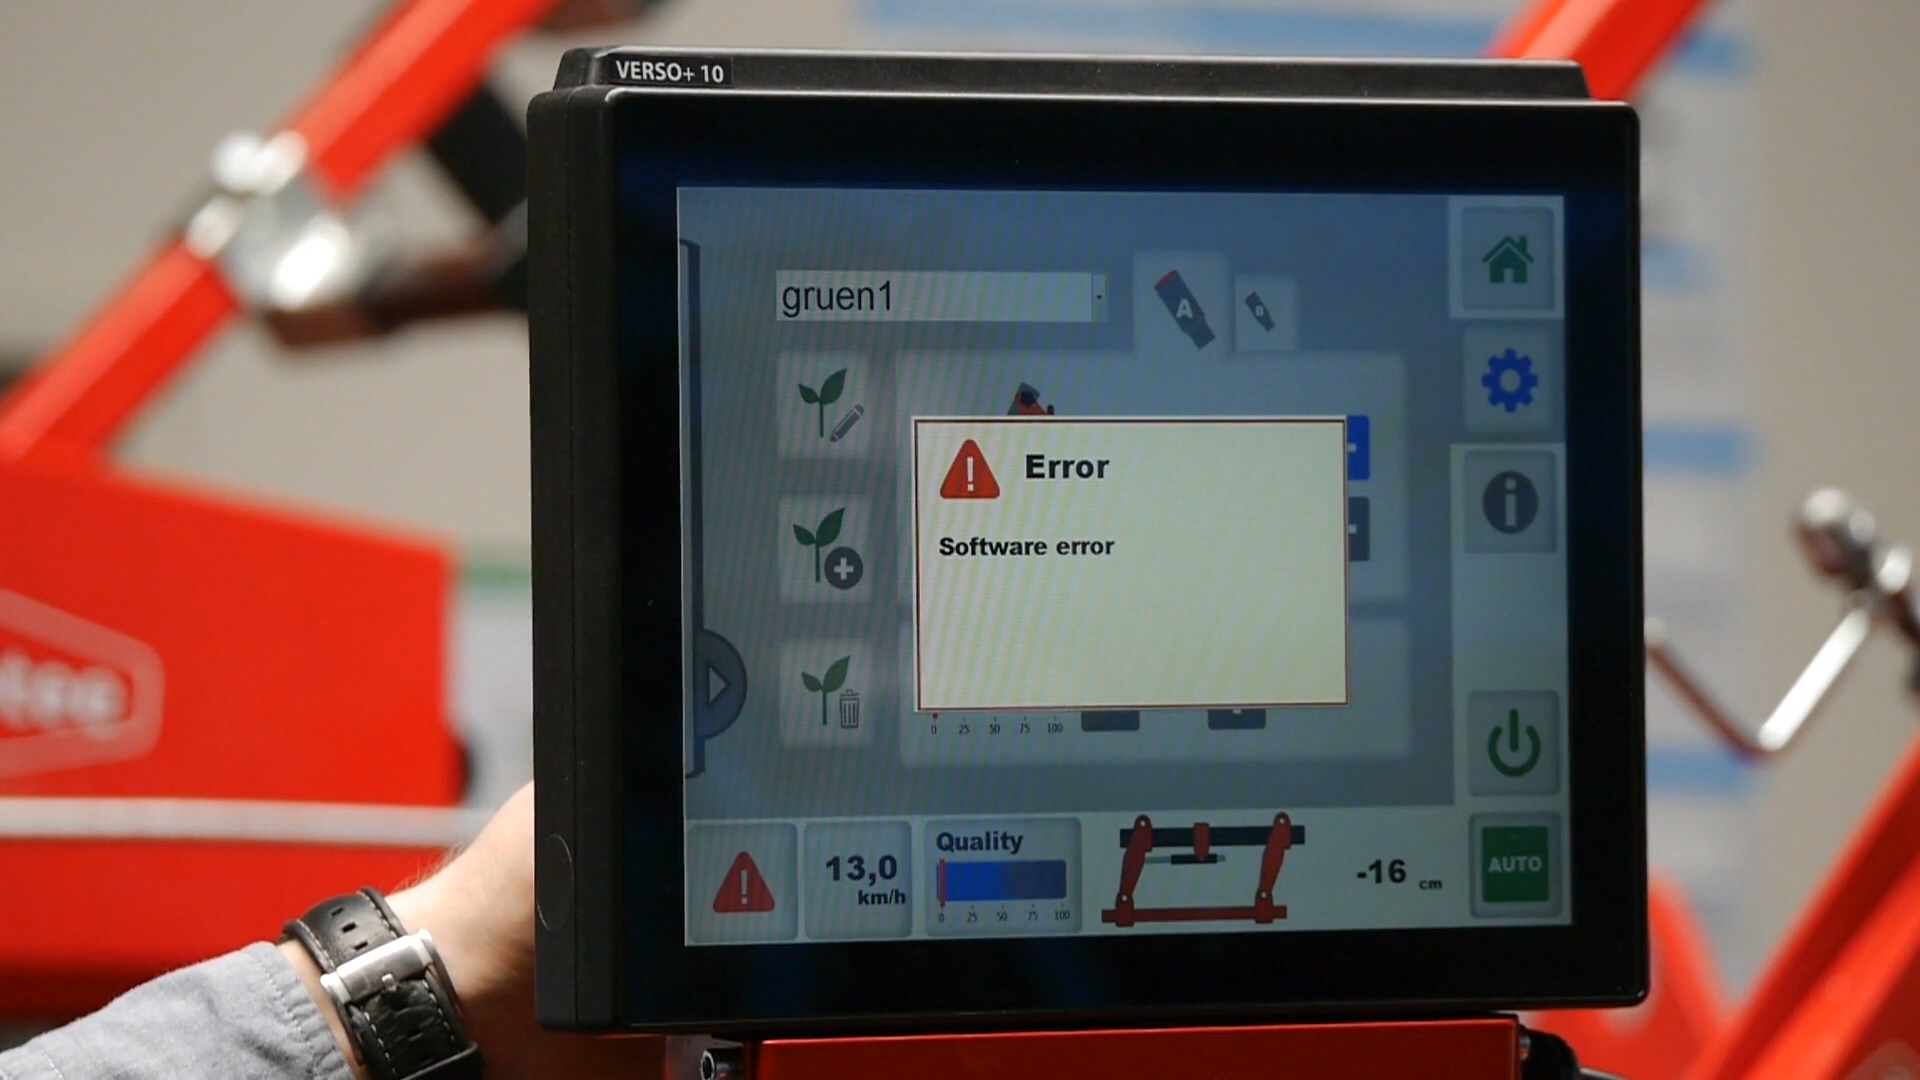 VERSO+ 10
gruen1
A
B
Error
Software error
0 25 50 75 100
13,0
km/h
Quality
0 25 50 75 100
-16 cm
AUTO